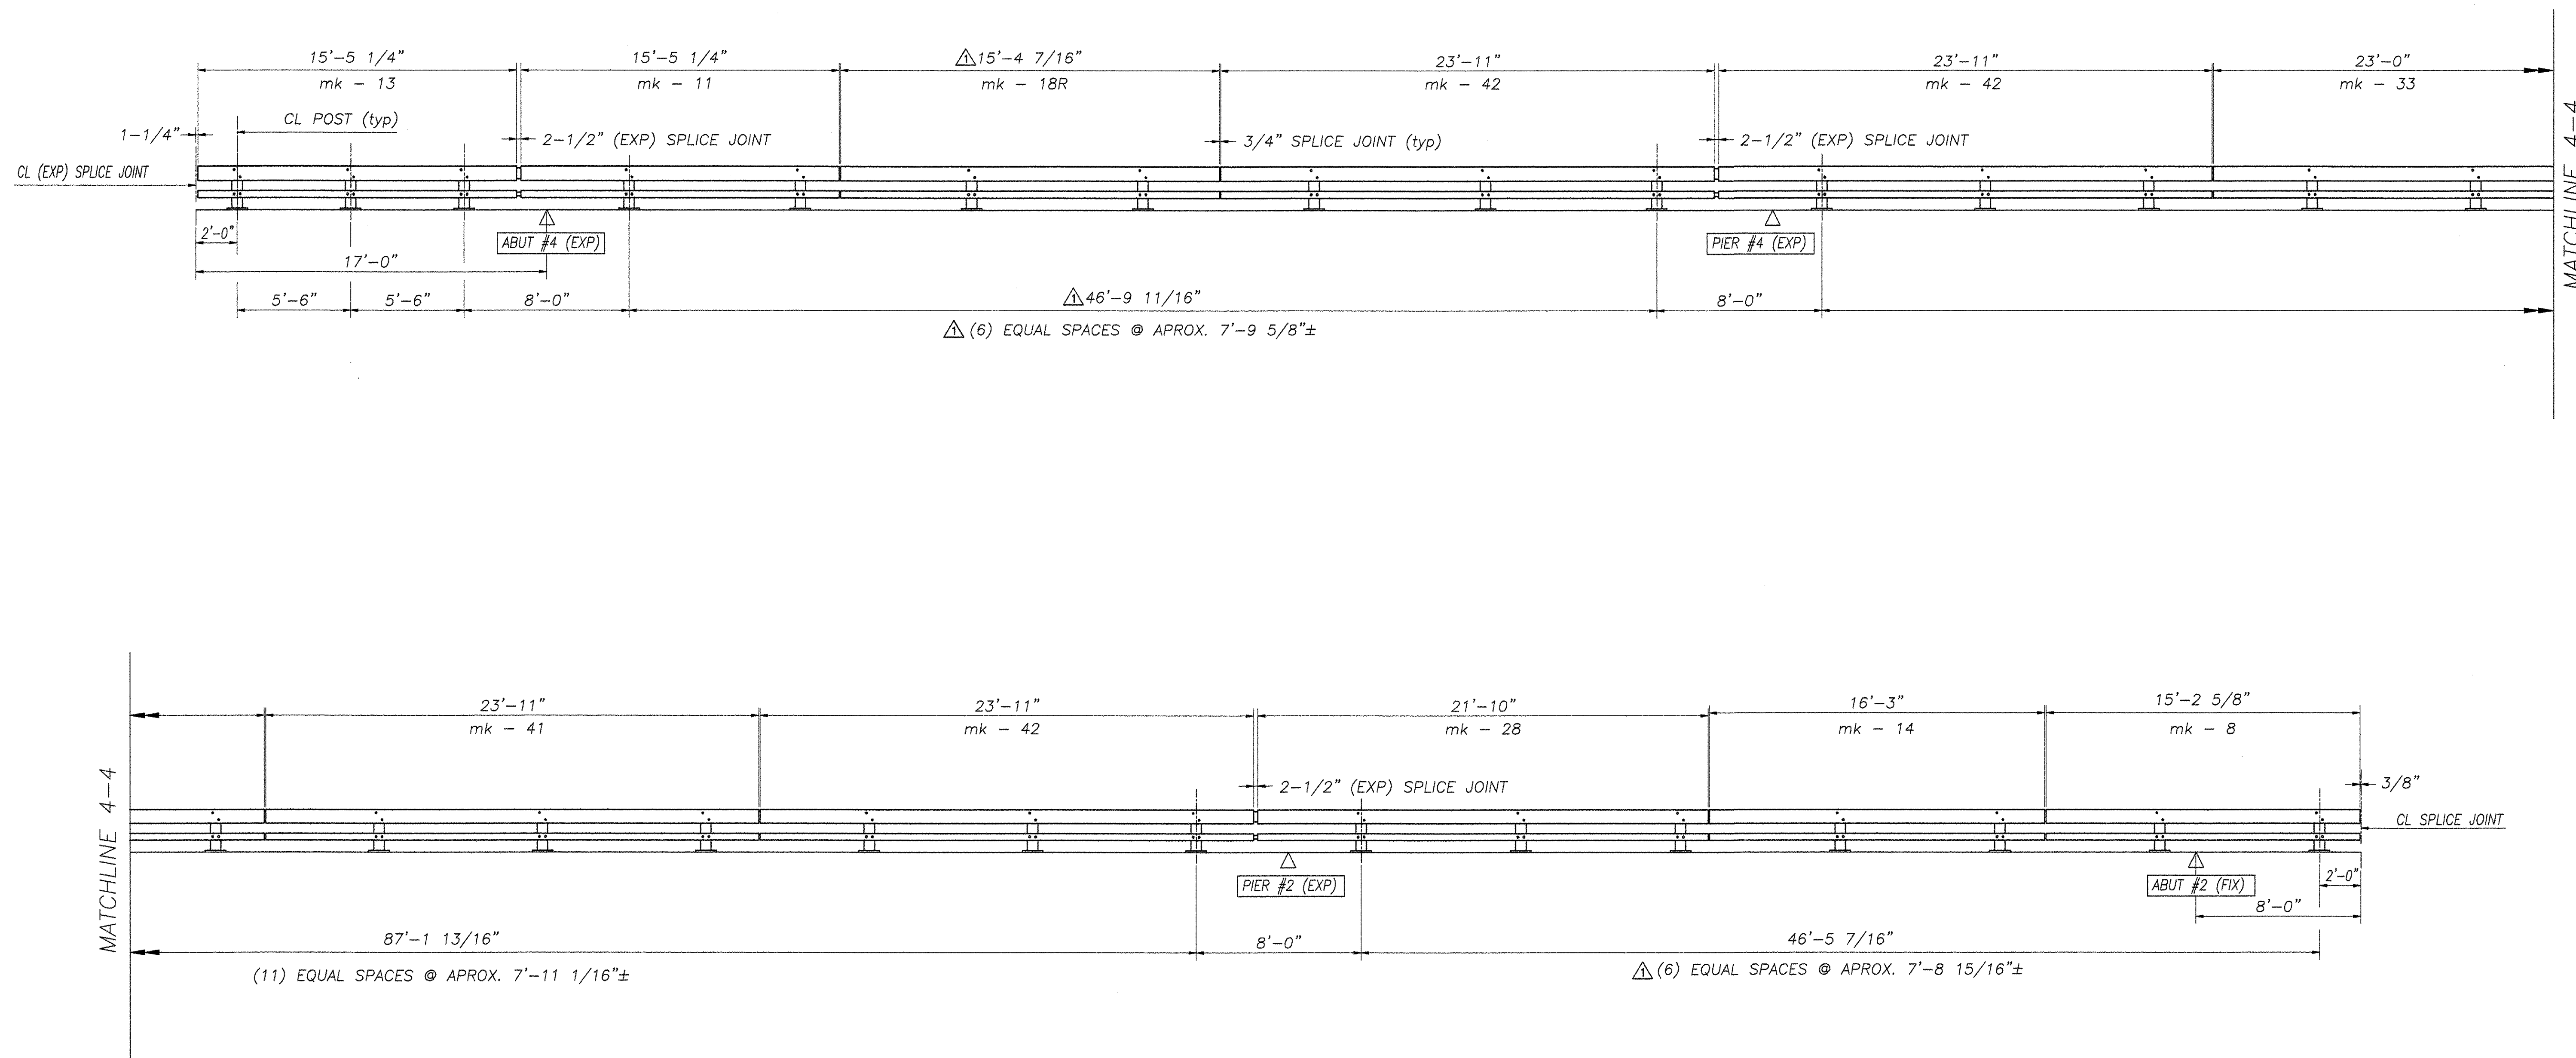 15'-5 1/4"
mk - 13
15'-5 1/4"
mk - 11
1 15'-4 7/16"
mk - 18R
23'-11"
mk - 42
23'-11"
mk - 42
23'-0"
mk - 33
1-1/4"
CL POST (typ)
2-1/2" (EXP) SPLICE JOINT
3/4" SPLICE JOINT (typ)
2-1/2" (EXP) SPLICE JOINT
CL (EXP) SPLICE JOINT
MATCHLINE 4-4
2'-0"
ABUT #4 (EXP)
PIER #4 (EXP)
17'-0"
5'-6"
5'-6"
8'-0"
1 46'-9 11/16"
8'-0"
1 (6) EQUAL SPACES @ APROX. 7'-9 5/8"±
23'-11"
mk - 41
23'-11"
mk - 42
21'-10"
mk - 28
16'-3"
mk - 14
15'-2 5/8"
mk - 8
2-1/2" (EXP) SPLICE JOINT
3/8"
CL SPLICE JOINT
MATCHLINE 4-4
PIER #2 (EXP)
ABUT #2 (FIX)
2'-0"
8'-0"
87'-1 13/16"
8'-0"
46'-5 7/16"
(11) EQUAL SPACES @ APROX. 7'-11 1/16"±
1 (6) EQUAL SPACES @ APROX. 7'-8 15/16"±